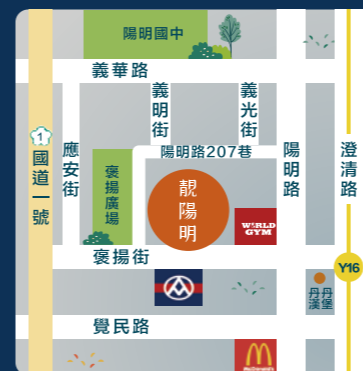 陽明國中
義華路
義明街
義光街
陽明路207巷
1
國道一號
應安街
褒揚廣場
靚陽明
WORLD GYM
陽明路
澄清路
褒揚街
Y16
丹丹漢堡
覺民路
McDonald's